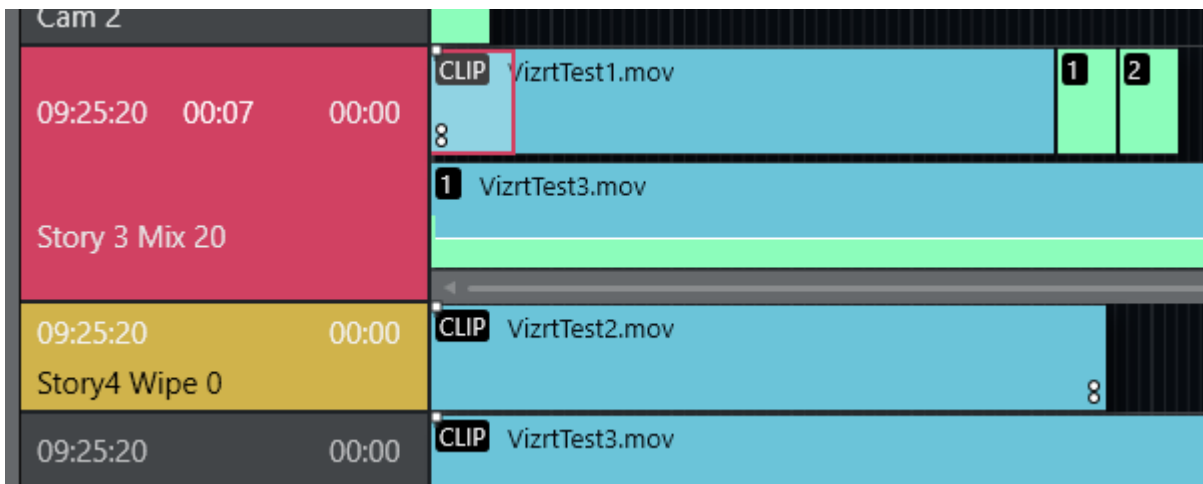 Cam 2
CLIP VizrtTest1.mov 1 2
09:25:20 00:07 00:00
1 VizrtTest3.mov
Story 3 Mix 20
09:25:20 00:00 CLIP VizrtTest2.mov
Story4 Wipe 0
09:25:20 00:00 CLIP VizrtTest3.mov